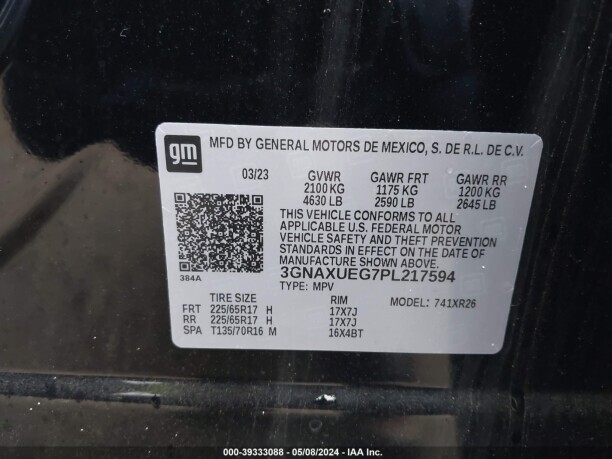 gm
MFD BY GENERAL MOTORS DE MEXICO, S. DE R.L. DE C.V.
03/23 GVWR GAWR FRT GAWR RR
2100 KG 1175 KG 1200 KG
4630 LB 2590 LB 2645 LB
THIS VEHICLE CONFORMS TO ALL
APPLICABLE U.S. FEDERAL MOTOR
VEHICLE SAFETY AND THEFT PREVENTION
STANDARDS IN EFFECT ON THE DATE OF
MANUFACTURE SHOWN ABOVE.
384A
3GNAXUEG7PL217594
TYPE: MPV MODEL: 741XR26
TIRE SIZE RIM
FRT 225/65R17 H 17X7J
RR 225/65R17 H 17X7J
SPA T135/70R16 M 16X4BT
000-39333088 - 05/08/2024 - IAA Inc.